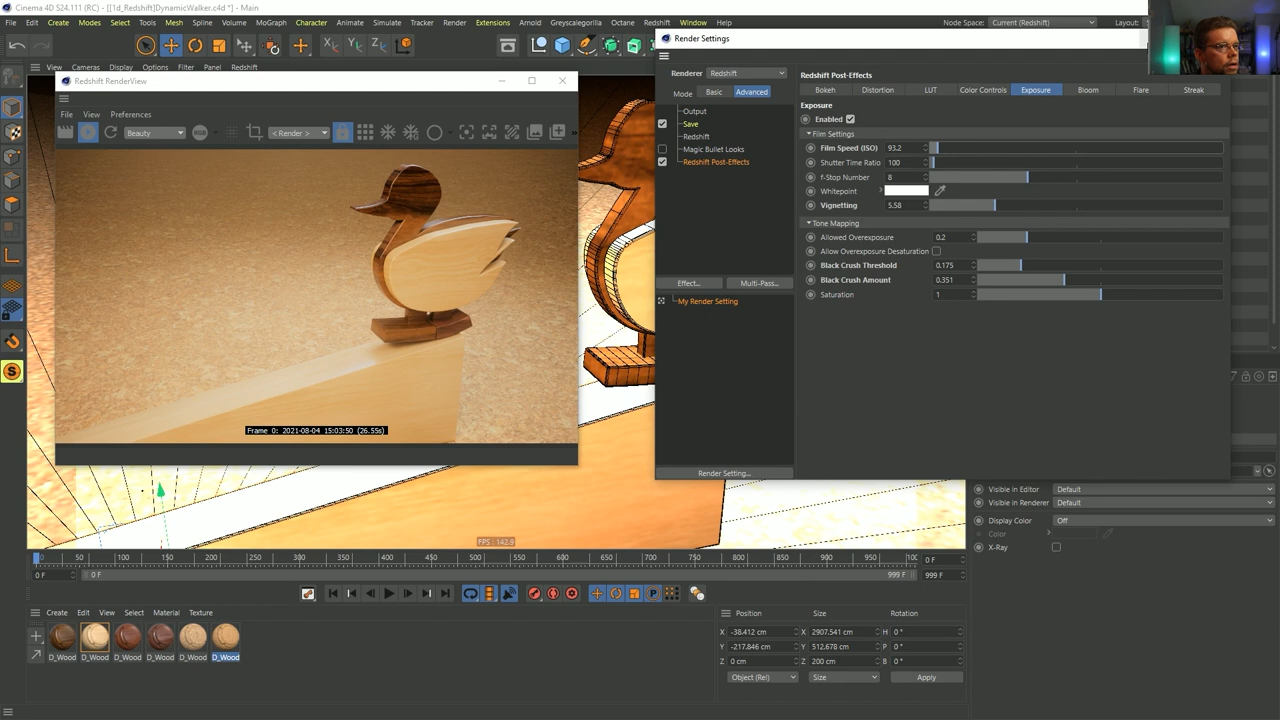 Cinema 4D S24.111 (RC) - [[1d_Redshift]DynamicWalker.c4d *] - Main
File Edit Create Modes Select Tools Mesh Spline Volume MoGraph Character Animate Simulate Tracker Render Extensions Arnold Greyscalegorilla Octane Redshift Window Help Node Space: Current (Redshift) Layout:
Render Settings
View Cameras Display Options Filter Panel Redshift
Redshift RenderView
Renderer Redshift
Mode Basic Advanced
Output
Save
Redshift
Magic Bullet Looks
Redshift Post-Effects
Effect... Multi-Pass...
My Render Setting
Render Setting...
Redshift Post-Effects
Bokeh Distortion LUT Color Controls Exposure Bloom Flare Streak
Exposure
Enabled
Film Settings
Film Speed (ISO) 93.2
Shutter Time Ratio 100
f-Stop Number 8
Whitepoint
Vignetting 5.58
Tone Mapping
Allowed Overexposure 0.2
Allow Overexposure Desaturation
Black Crush Threshold 0.175
Black Crush Amount 0.351
Saturation 1
File View Preferences
Beauty RGB < Render >
Frame 0: 2021-08-04 15:03:50 (26.55s)
FPS : 142.9
Visible in Editor Default
Visible in Renderer Default
Display Color Off
Color
X-Ray
0 50 100 150 200 250 300 350 400 450 500 550 600 650 700 750 800 850 900 950 100 0 F
0 F 0 F 999 F 999 F
Create Edit View Select Material Texture
D_Wood D_Wood D_Wood D_Wood D_Wood D_Wood
Position Size Rotation
X -38.412 cm X 2907.541 cm H 0 °
Y -217.846 cm Y 512.678 cm P 0 °
Z 0 cm Z 200 cm B 0 °
Object (Rel) Size Apply